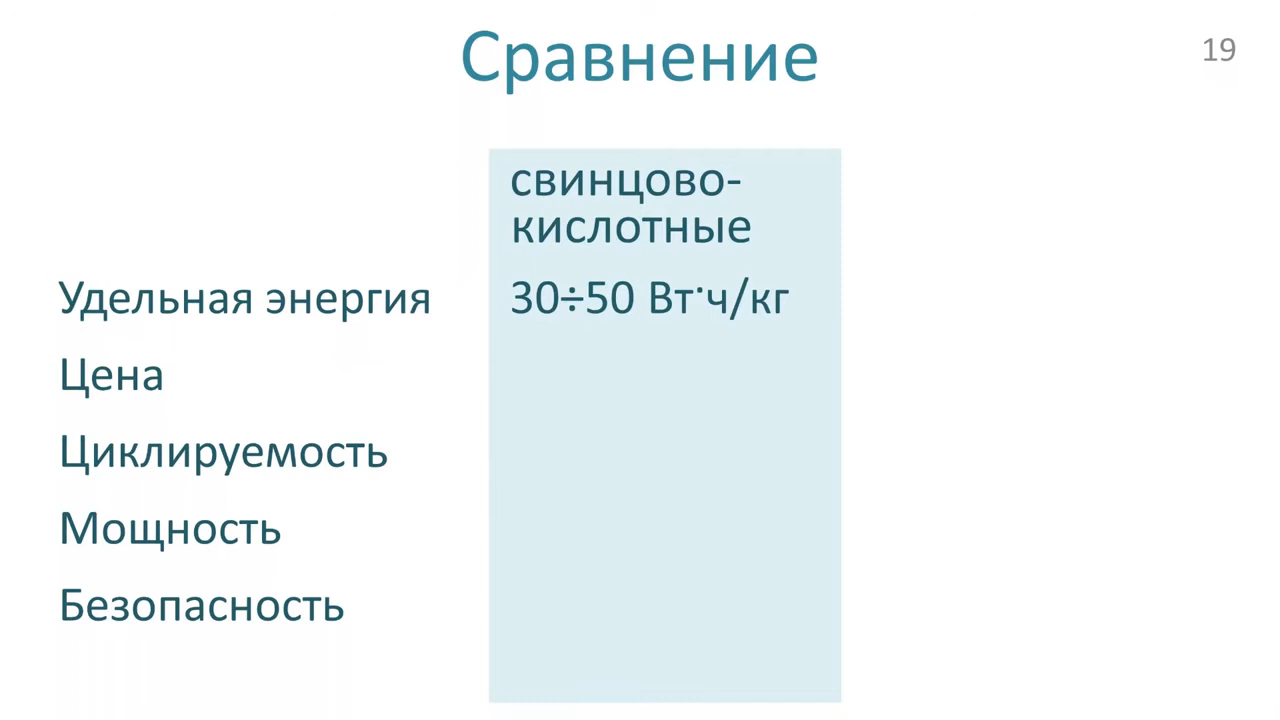 Сравнение
19
свинцово-
кислотные
Удельная энергия 30÷50 Вт·ч/кг
Цена
Циклируемость
Мощность
Безопасность